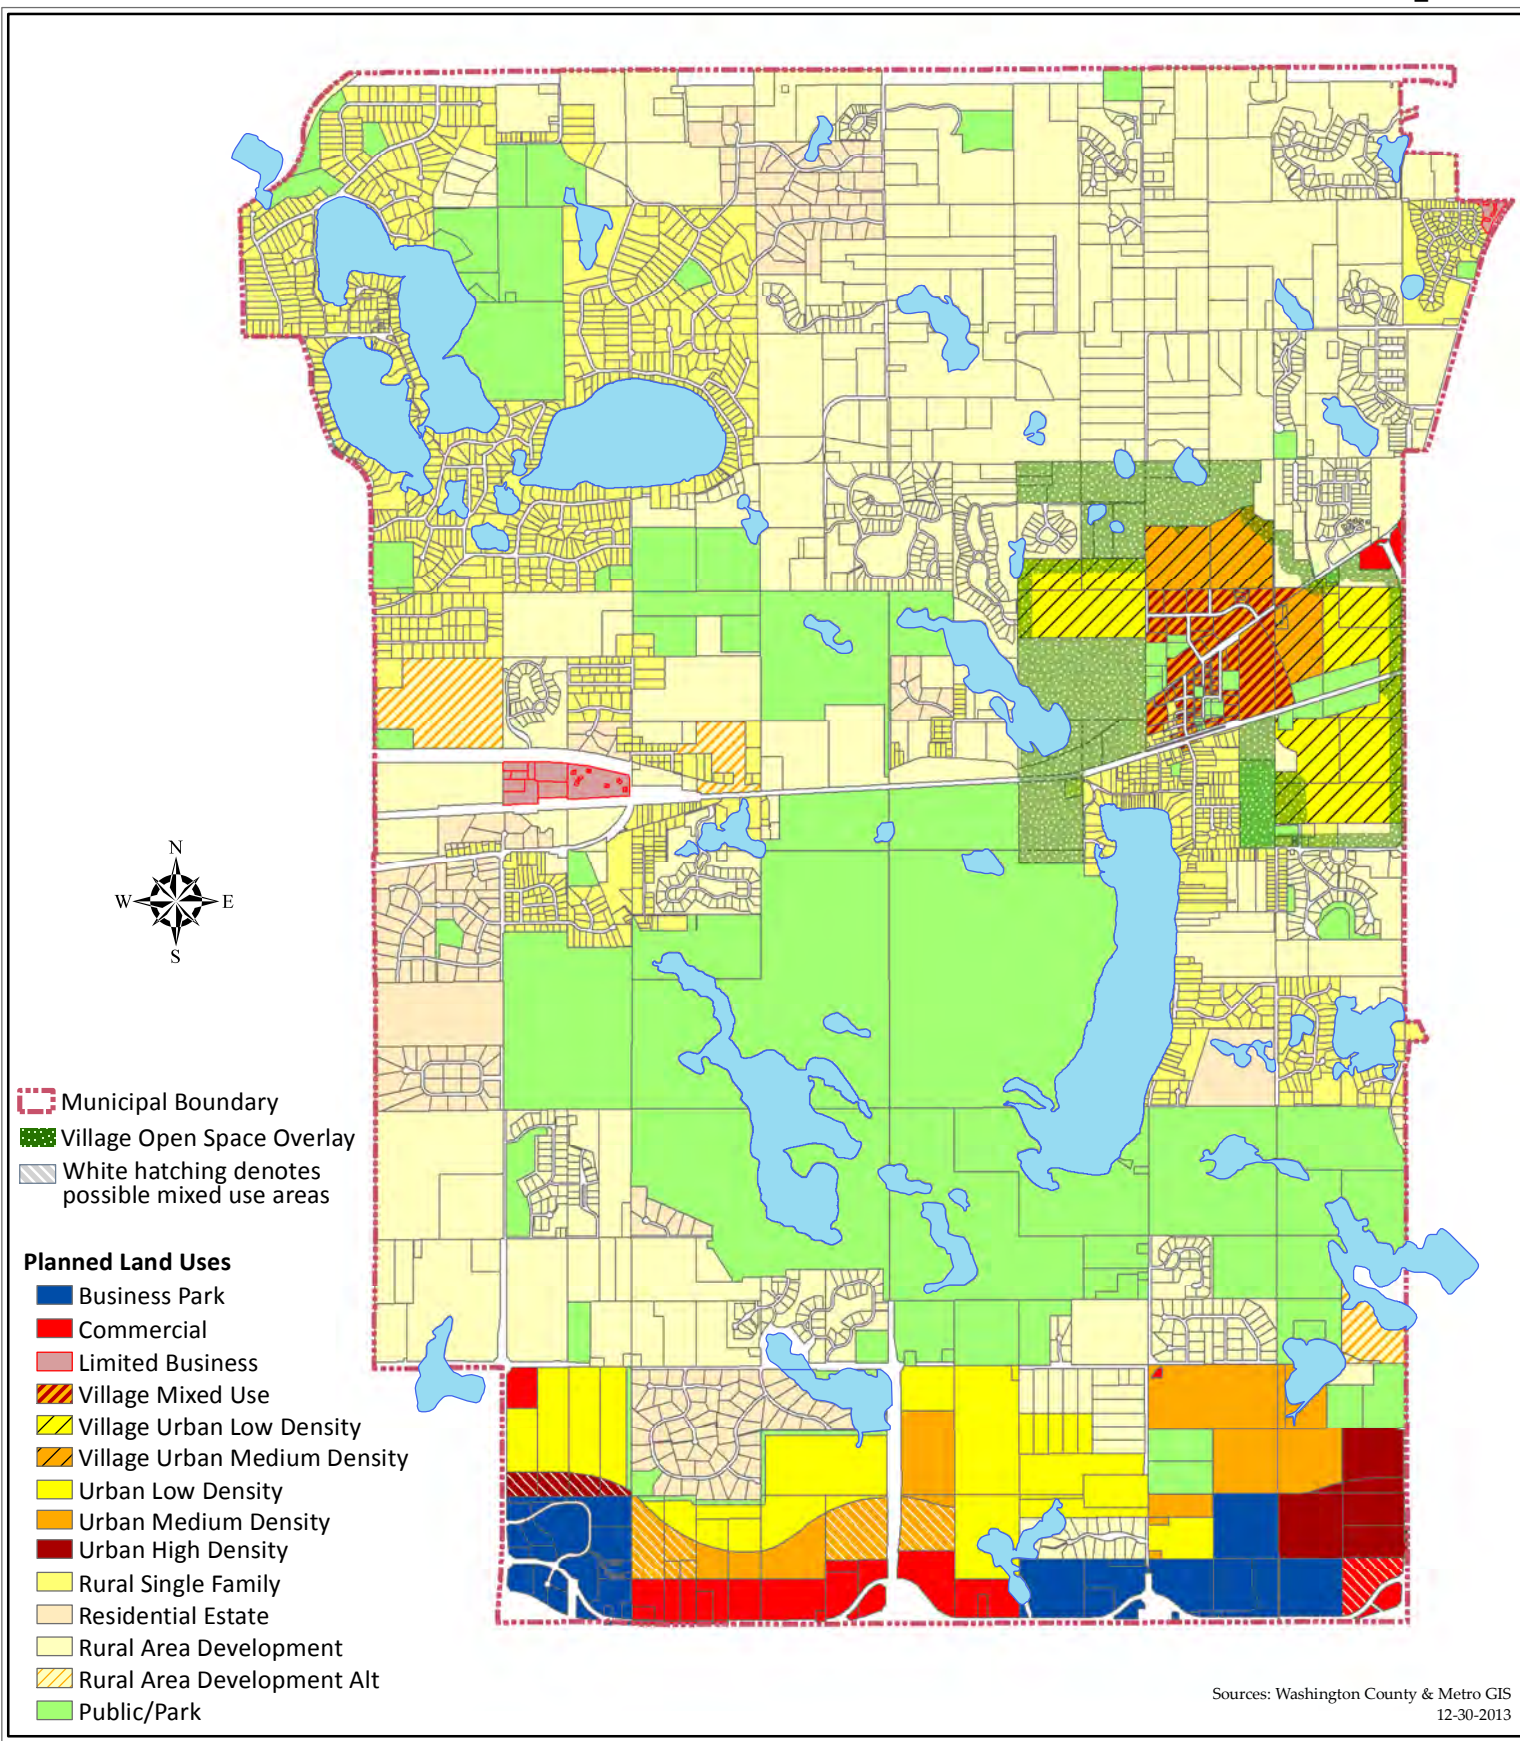 N
W E
S
Municipal Boundary
Village Open Space Overlay
White hatching denotes
possible mixed use areas
Planned Land Uses
Business Park
Commercial
Limited Business
Village Mixed Use
Village Urban Low Density
Village Urban Medium Density
Urban Low Density
Urban Medium Density
Urban High Density
Rural Single Family
Residential Estate
Rural Area Development
Rural Area Development Alt
Public/Park
Sources: Washington County & Metro GIS
12-30-2013